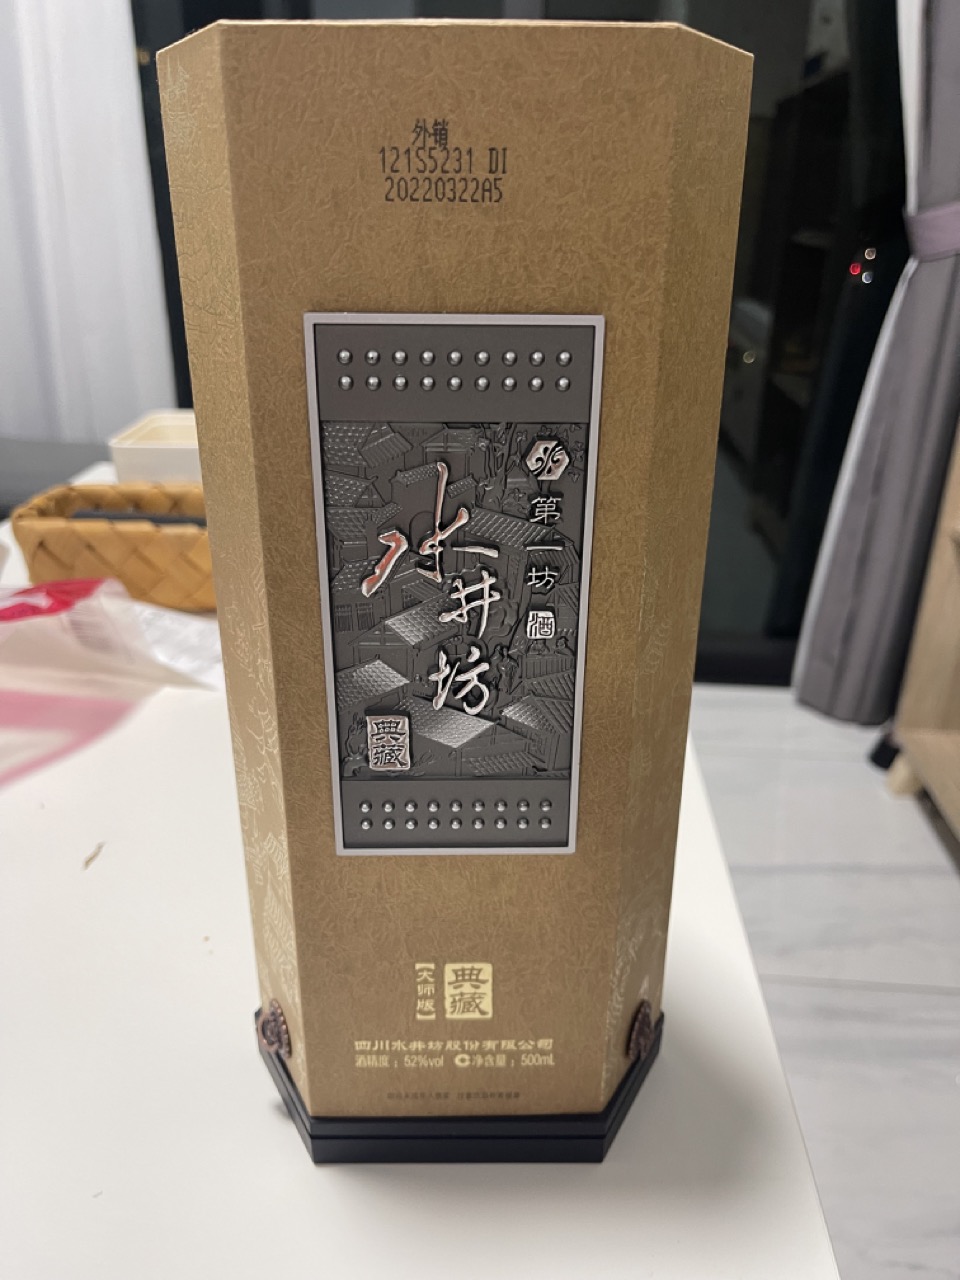 外销
121S5231 DI
20220322A5
水井坊
第一坊
酒
典藏
【大师版】
典藏
四川水井坊股份有限公司
酒精度：52%vol 净含量：500mL